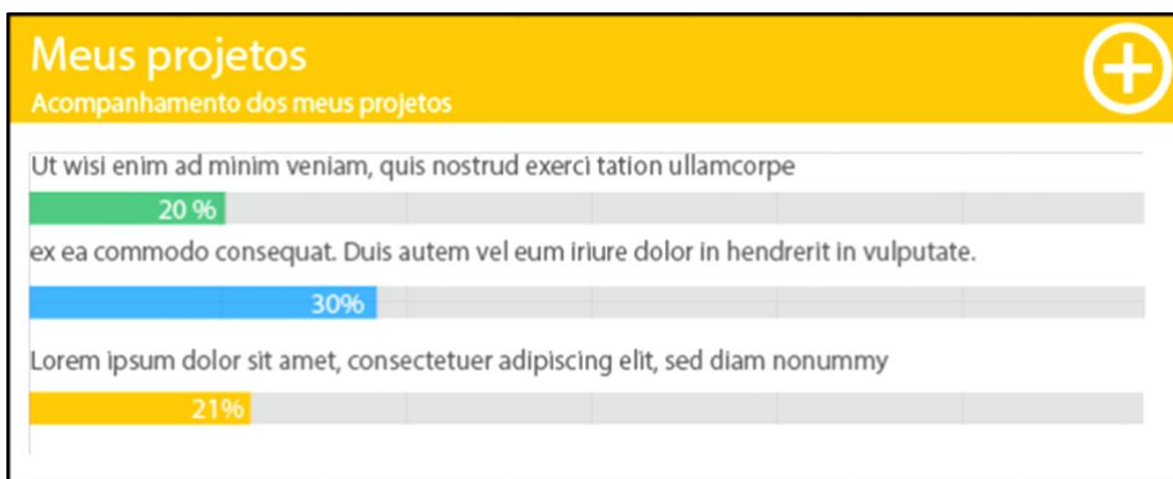 Meus projetos
Acompanhamento dos meus projetos
Ut wisi enim ad minim veniam, quis nostrud exerci tation ullamcorpe
20 %
ex ea commodo consequat. Duis autem vel eum iriure dolor in hendrerit in vulputate.
30%
Lorem ipsum dolor sit amet, consectetuer adipiscing elit, sed diam nonummy
21%